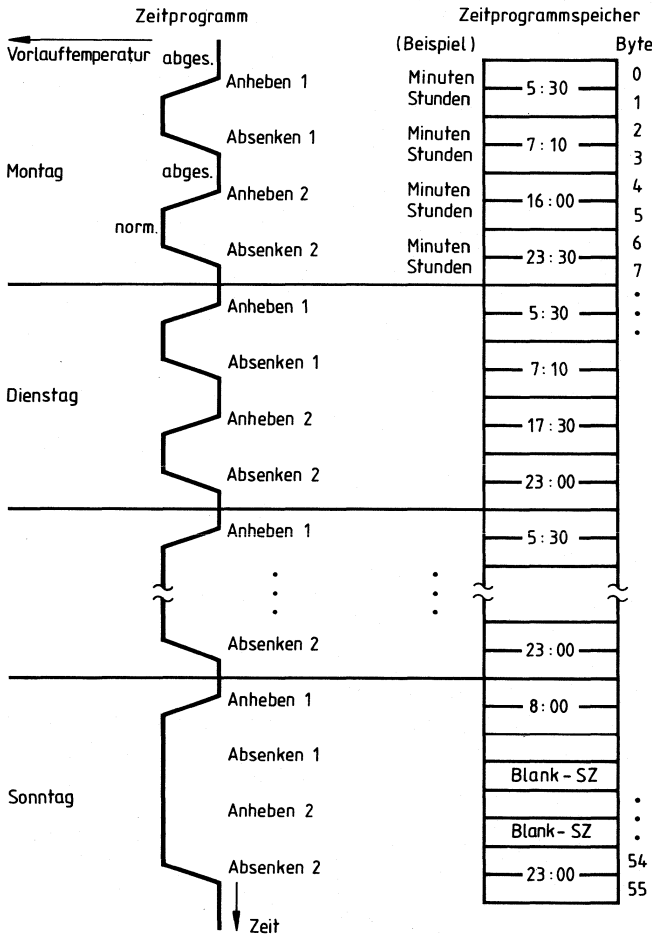 Zeitprogramm
Zeitprogrammspeicher
Vorlauftemperatur
abges.
(Beispiel)
Byte
Anheben 1
Minuten
Stunden
5:30
0
1
Absenken 1
Minuten
Stunden
7:10
2
3
Montag
abges.
Anheben 2
Minuten
Stunden
16:00
4
5
norm.
Absenken 2
Minuten
Stunden
23:30
6
7
Anheben 1
5:30
Absenken 1
7:10
Dienstag
Anheben 2
17:30
Absenken 2
23:00
Anheben 1
5:30
Absenken 2
23:00
Anheben 1
8:00
Absenken 1
Blank-SZ
Sonntag
Anheben 2
Blank-SZ
Absenken 2
23:00
54
55
Zeit